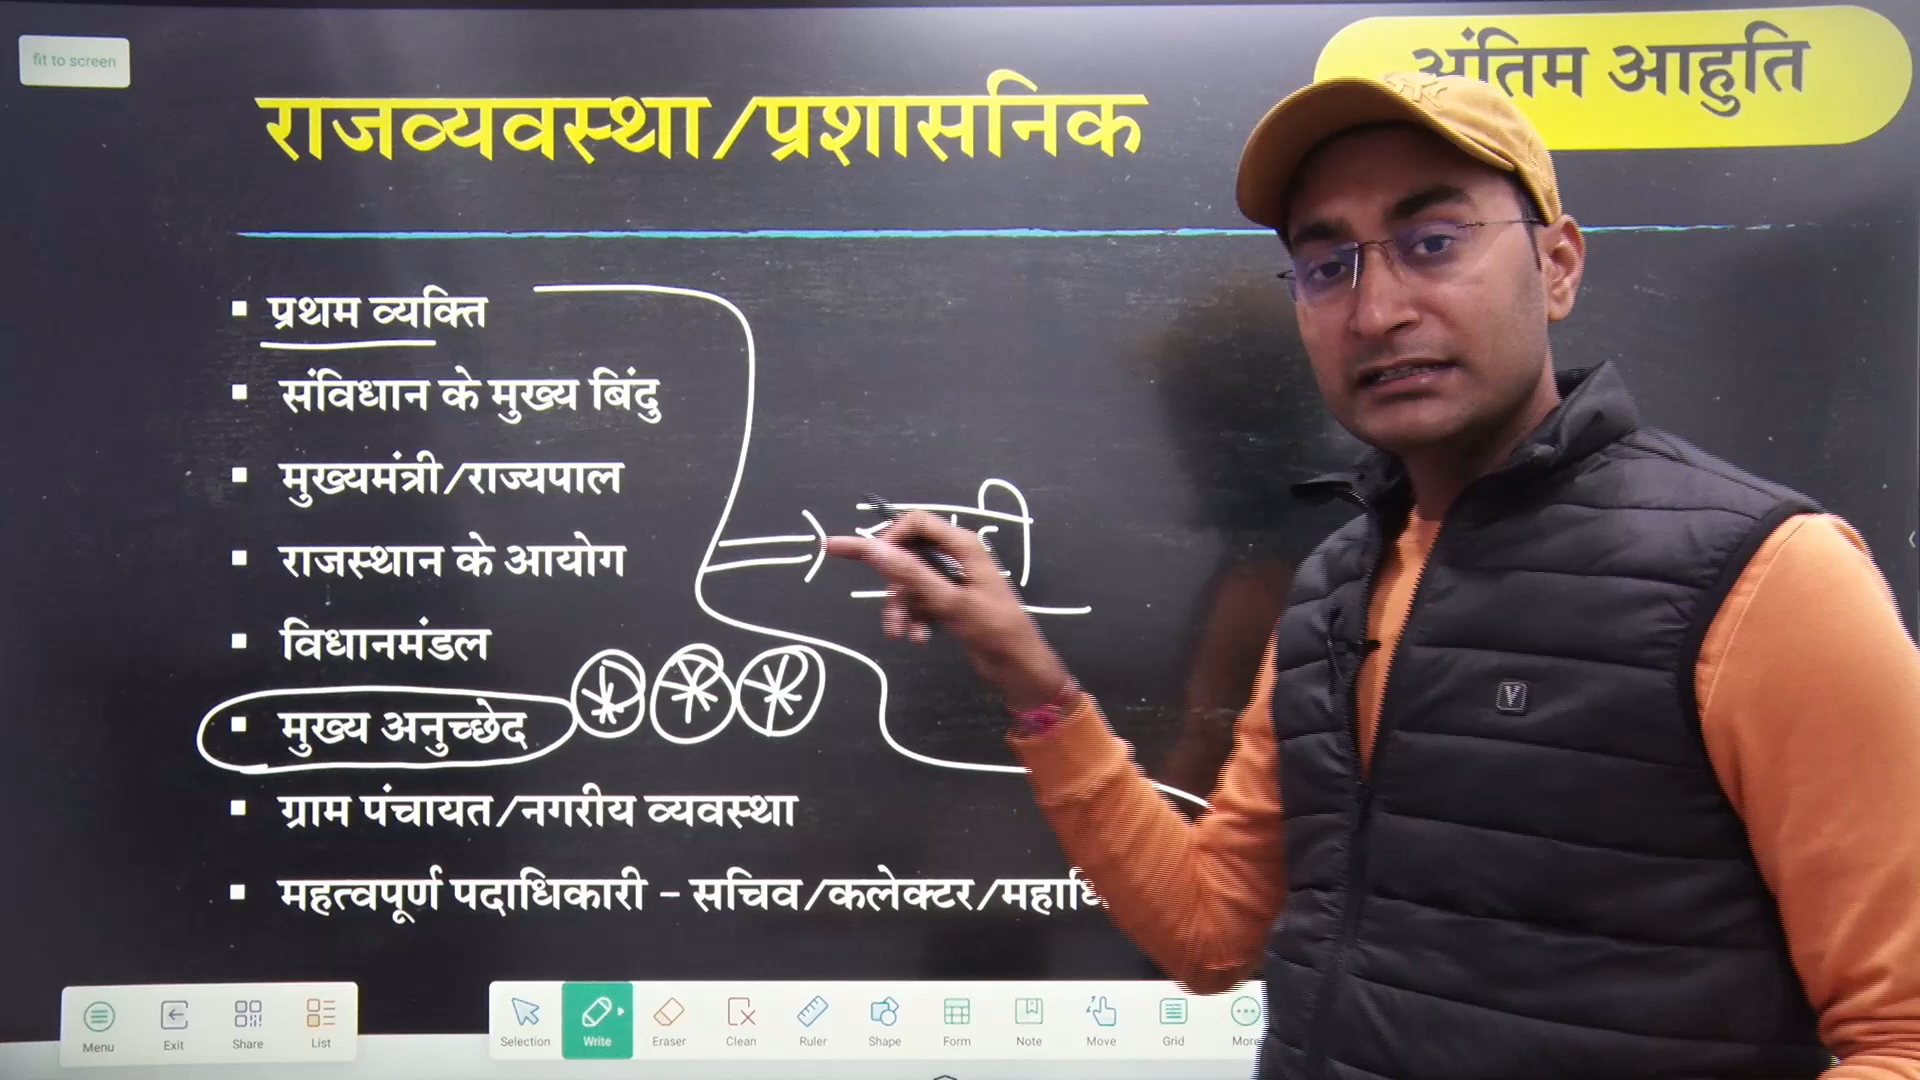 fit to screen
अंतिम आहुति
राजव्यवस्था/प्रशासनिक
▪ प्रथम व्यक्ति
▪ संविधान के मुख्य बिंदु
▪ मुख्यमंत्री/राज्यपाल
▪ राजस्थान के आयोग
▪ विधानमंडल
▪ मुख्य अनुच्छेद
▪ ग्राम पंचायत/नगरीय व्यवस्था
▪ महत्वपूर्ण पदाधिकारी - सचिव/कलेक्टर/महाधि
V
Menu Exit Share List Selection Write Eraser Clean Ruler Shape Form Note Move Grid More